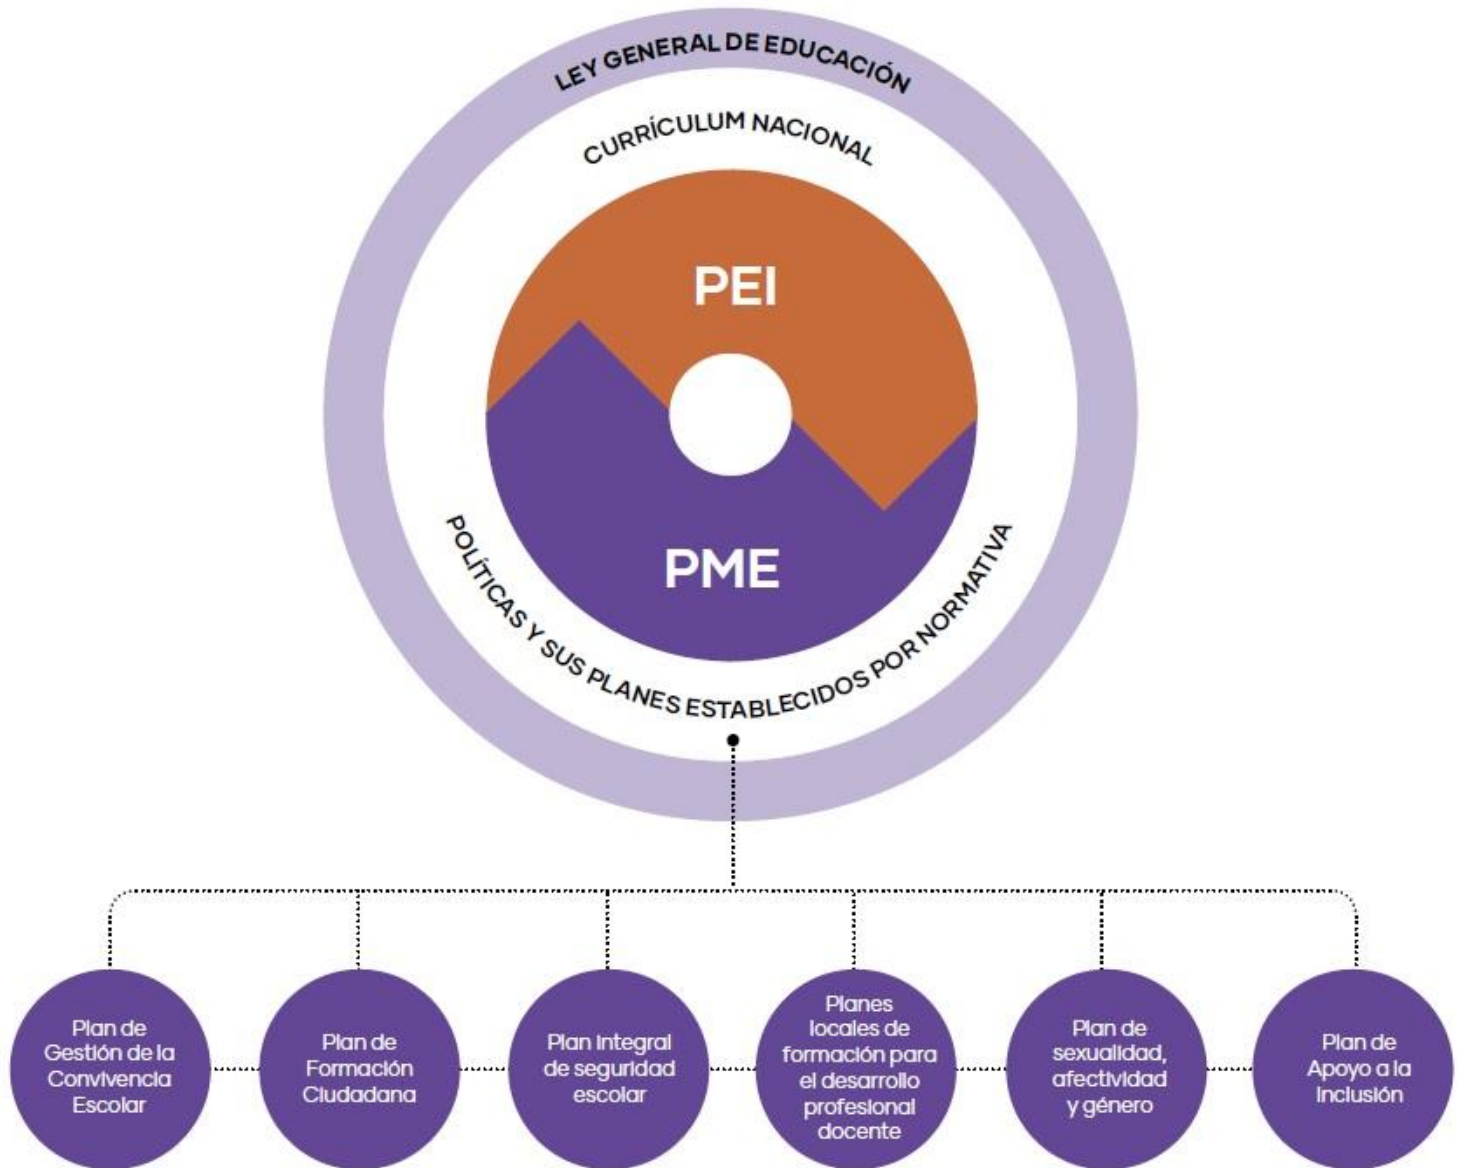 LEY GENERAL DE EDUCACIÓN
CURRÍCULUM NACIONAL
PEI
PME
POLÍTICAS Y SUS PLANES ESTABLECIDOS POR NORMATIVA
Plan de
Gestión de la
Convivencia
Escolar
Plan de
Formación
Ciudadana
Plan Integral
de seguridad
escolar
Planes
locales de
formación para
el desarrollo
profesional
docente
Plan de
sexualidad,
afectividad
y género
Plan de
Apoyo a la
Inclusión